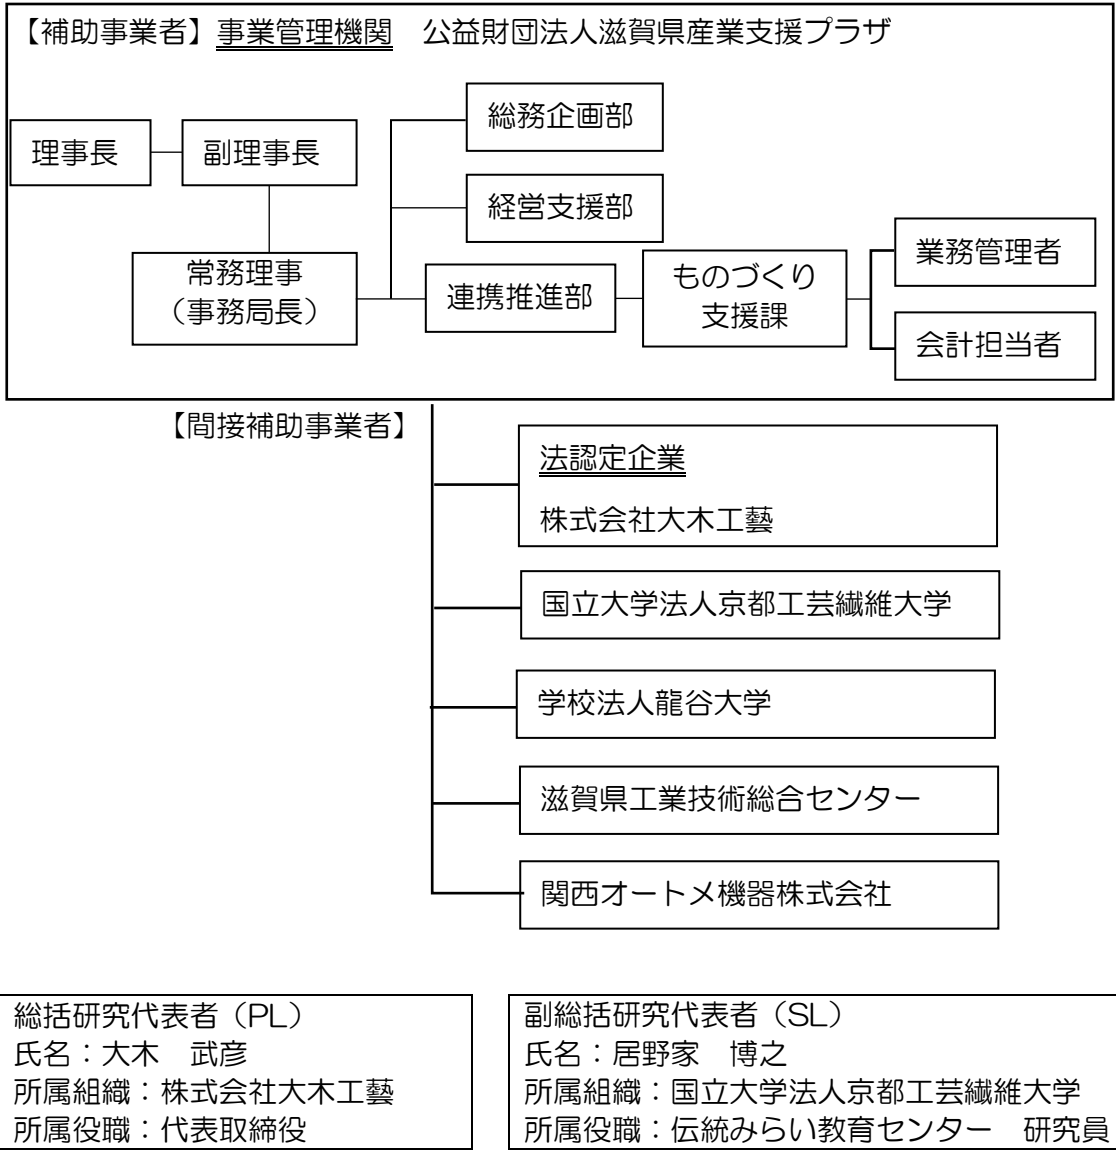 【補助事業者】事業管理機関　公益財団法人滋賀県産業支援プラザ
理事長
副理事長
常務理事
（事務局長）
総務企画部
経営支援部
連携推進部
ものづくり
支援課
業務管理者
会計担当者
【間接補助事業者】
法認定企業
株式会社大木工藝
国立大学法人京都工芸繊維大学
学校法人龍谷大学
滋賀県工業技術総合センター
関西オートメ機器株式会社
総括研究代表者（PL）
氏名：大木　武彦
所属組織：株式会社大木工藝
所属役職：代表取締役
副総括研究代表者（SL）
氏名：居野家　博之
所属組織：国立大学法人京都工芸繊維大学
所属役職：伝統みらい教育センター　研究員